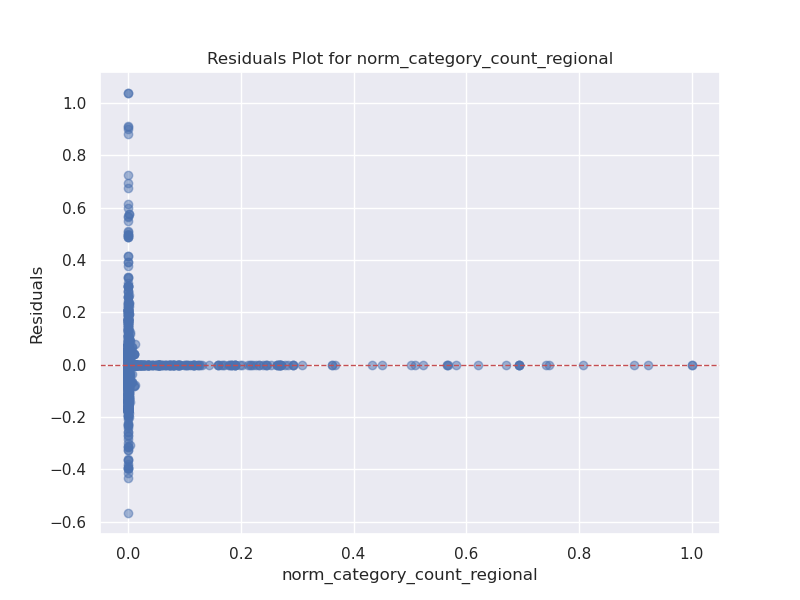 Residuals Plot for norm_category_count_regional
1.0
0.8
0.6
0.4
0.2
0.0
−0.2
−0.4
−0.6
Residuals
0.0 0.2 0.4 0.6 0.8 1.0
norm_category_count_regional